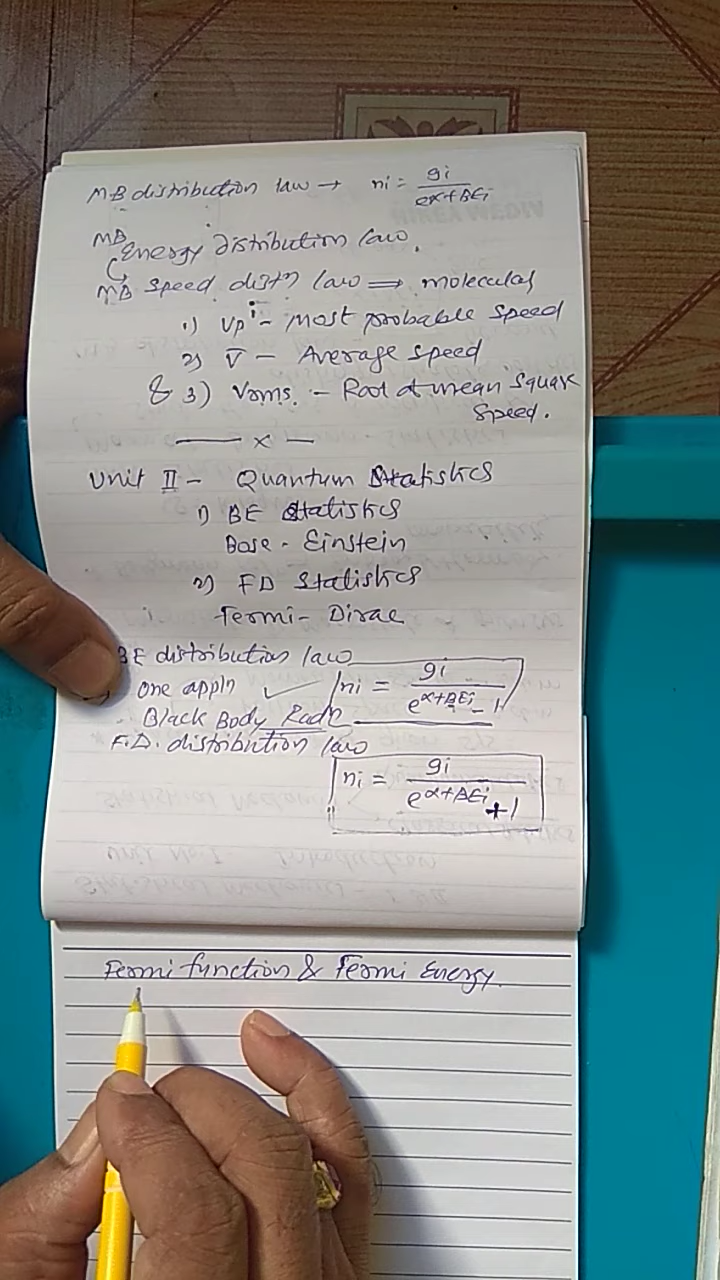 MB distribution law → ni = gi / eα+βEi
MB Energy distribution law.
MB speed distn law ⇒ molecular
1) Vp - most probable speed
2) V̅ - Average speed
& 3) Vrms. - Root mean square speed.
— x —
Unit II - Quantum Statistics
1) BE Statistics
Bose - Einstein
2) FD Statistics
Fermi - Dirac
BE distribution law
one appln ✓ ni = gi / e^α+βEi - 1
Black Body Radn
F.D. distribution law
ni = gi / e^α+βEi + 1
Fermi function & Fermi Energy.